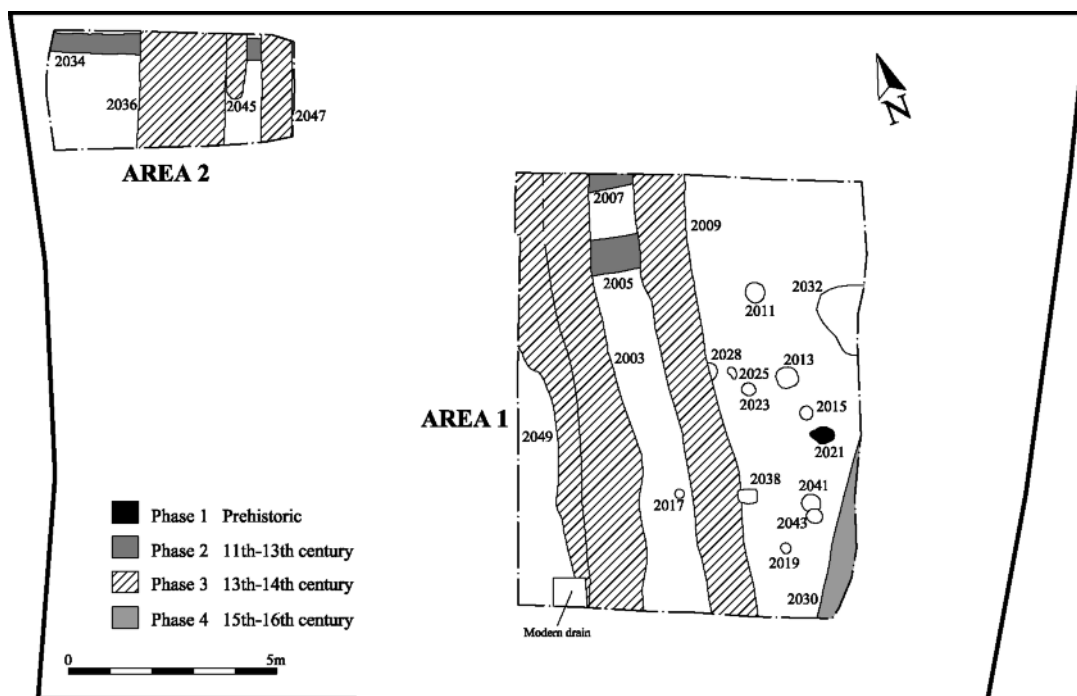 2034
2036
2045
2047
AREA 2
N
2007
2009
2005
2032
2011
2003
2028
2025
2013
2023
2015
AREA 1
2021
2049
2038
2041
2017
2043
2019
2030
Modern drain
Phase 1 Prehistoric
Phase 2 11th-13th century
Phase 3 13th-14th century
Phase 4 15th-16th century
0 5m